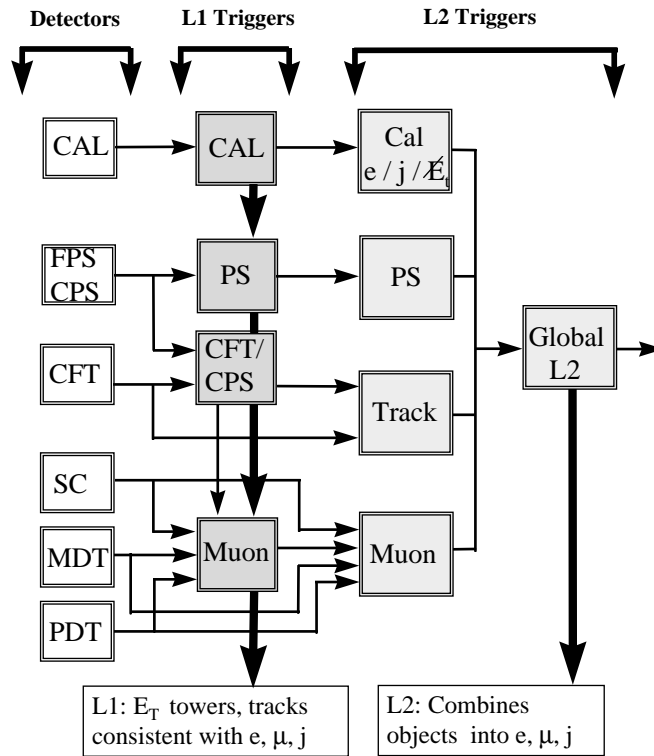 Detectors L1 Triggers L2 Triggers
CAL
CAL
Cal
e / j / E̸t
FPS
CPS
PS
PS
CFT/
CPS
Global
L2
CFT
Track
SC
Muon
Muon
MDT
PDT
L1: ET towers, tracks
consistent with e, μ, j
L2: Combines
objects into e, μ, j